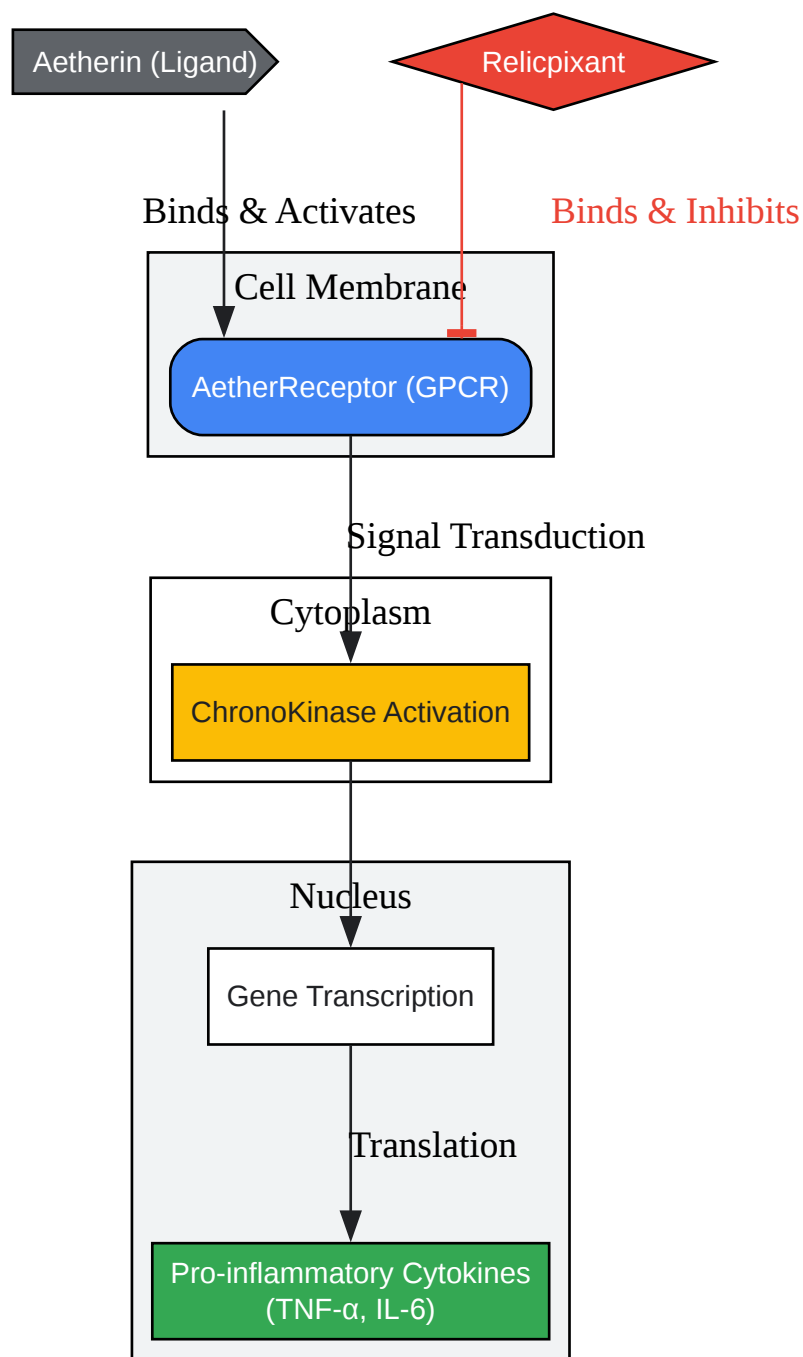 Aetherin (Ligand)
Relicpixant
Binds & Activates
Binds & Inhibits
Cell Membrane
AetherReceptor (GPCR)
Signal Transduction
Cytoplasm
ChronoKinase Activation
Nucleus
Gene Transcription
Translation
Pro-inflammatory Cytokines
(TNF-α, IL-6)